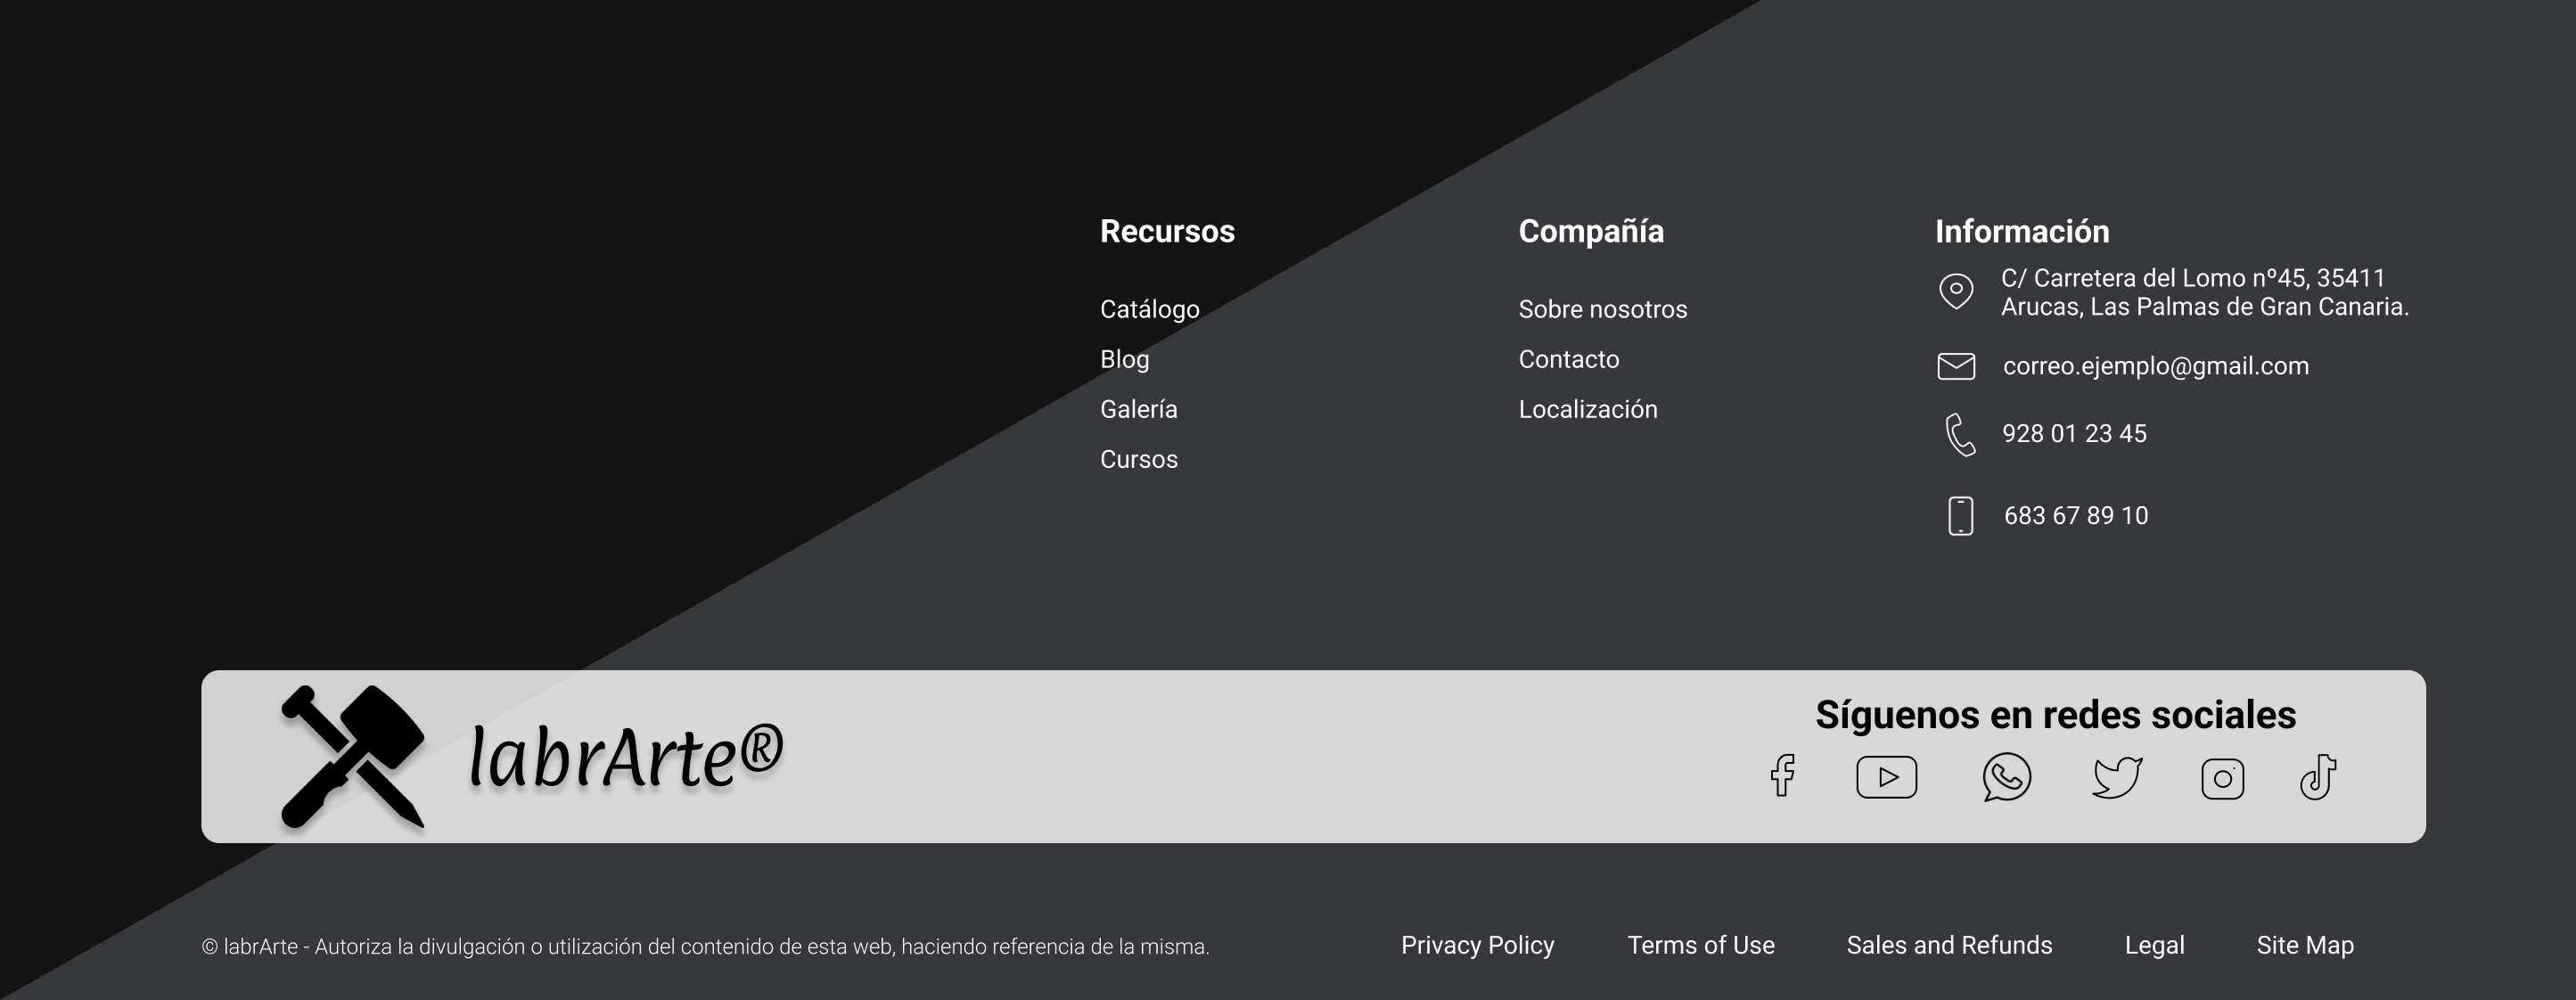 Recursos
Catálogo
Blog
Galería
Cursos
Compañía
Sobre nosotros
Contacto
Localización
Información
C/ Carretera del Lomo nº45, 35411
Arucas, Las Palmas de Gran Canaria.
correo.ejemplo@gmail.com
928 01 23 45
683 67 89 10
labrArte®
Síguenos en redes sociales
© labrArte - Autoriza la divulgación o utilización del contenido de esta web, haciendo referencia de la misma.
Privacy Policy
Terms of Use
Sales and Refunds
Legal
Site Map